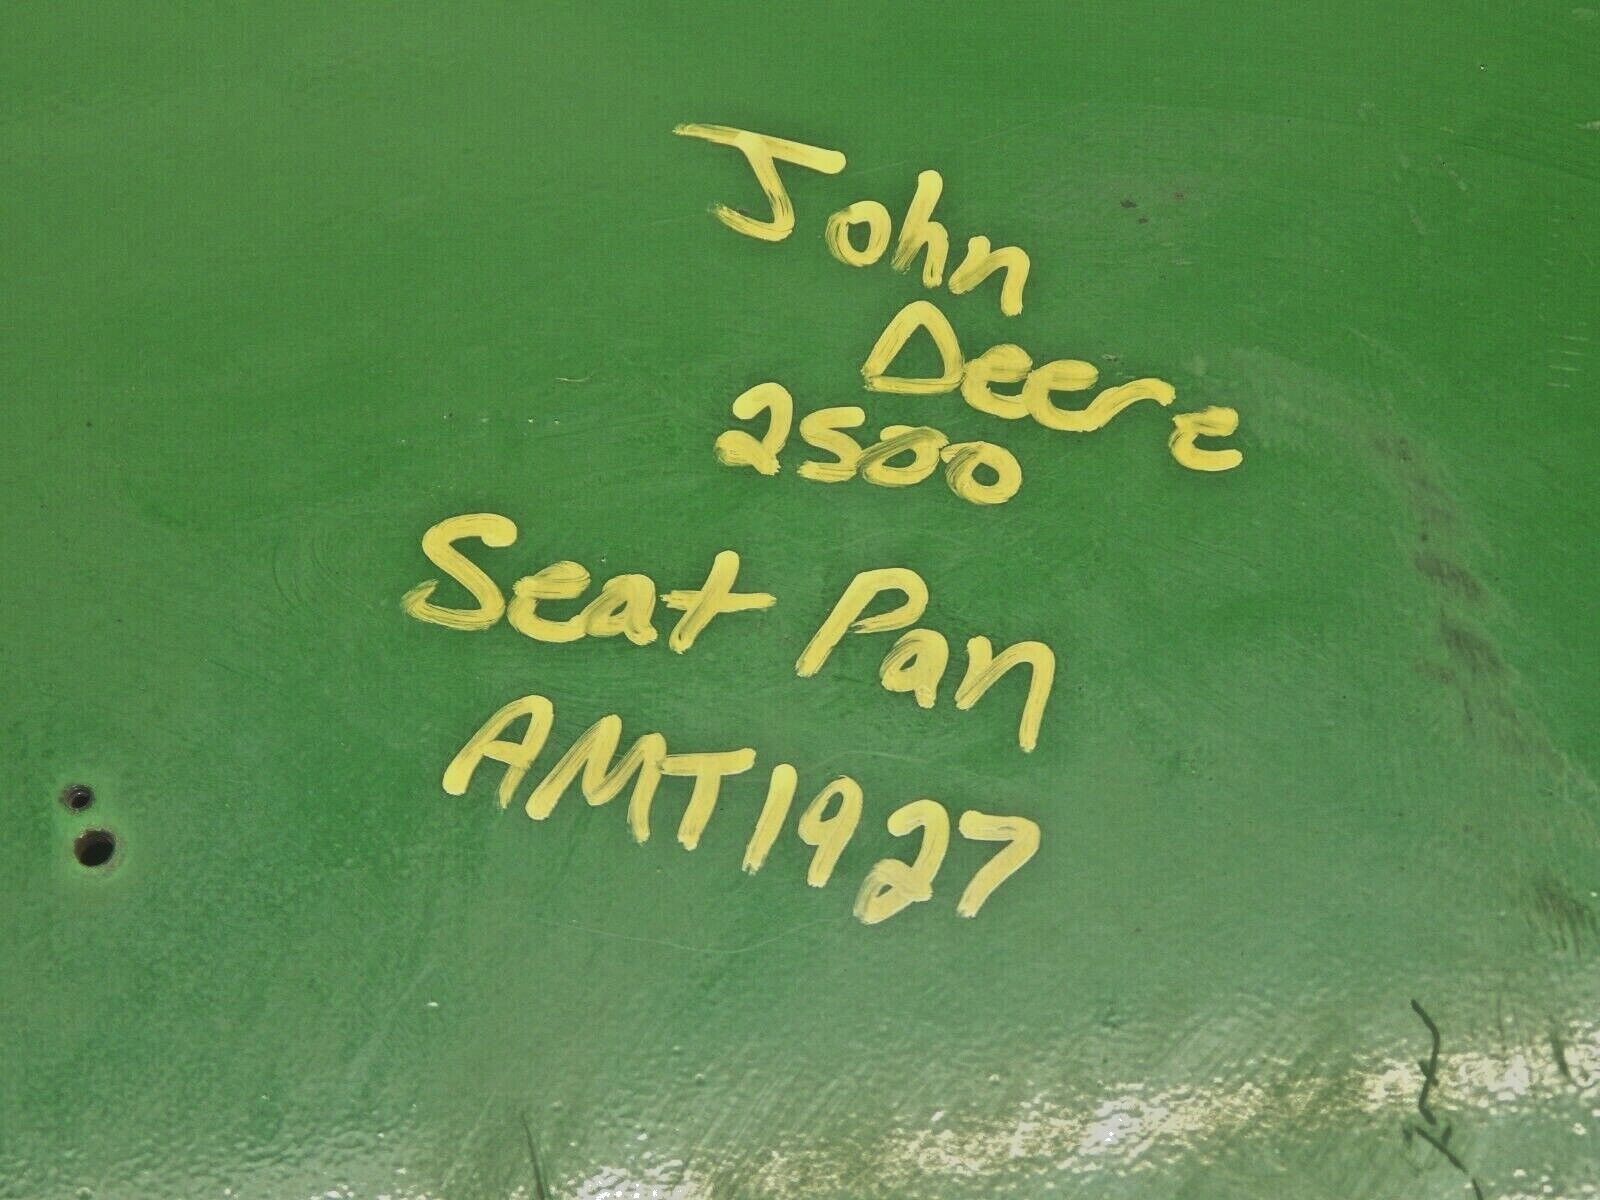 John
Deere
2500
Seat Pan
AMT1927